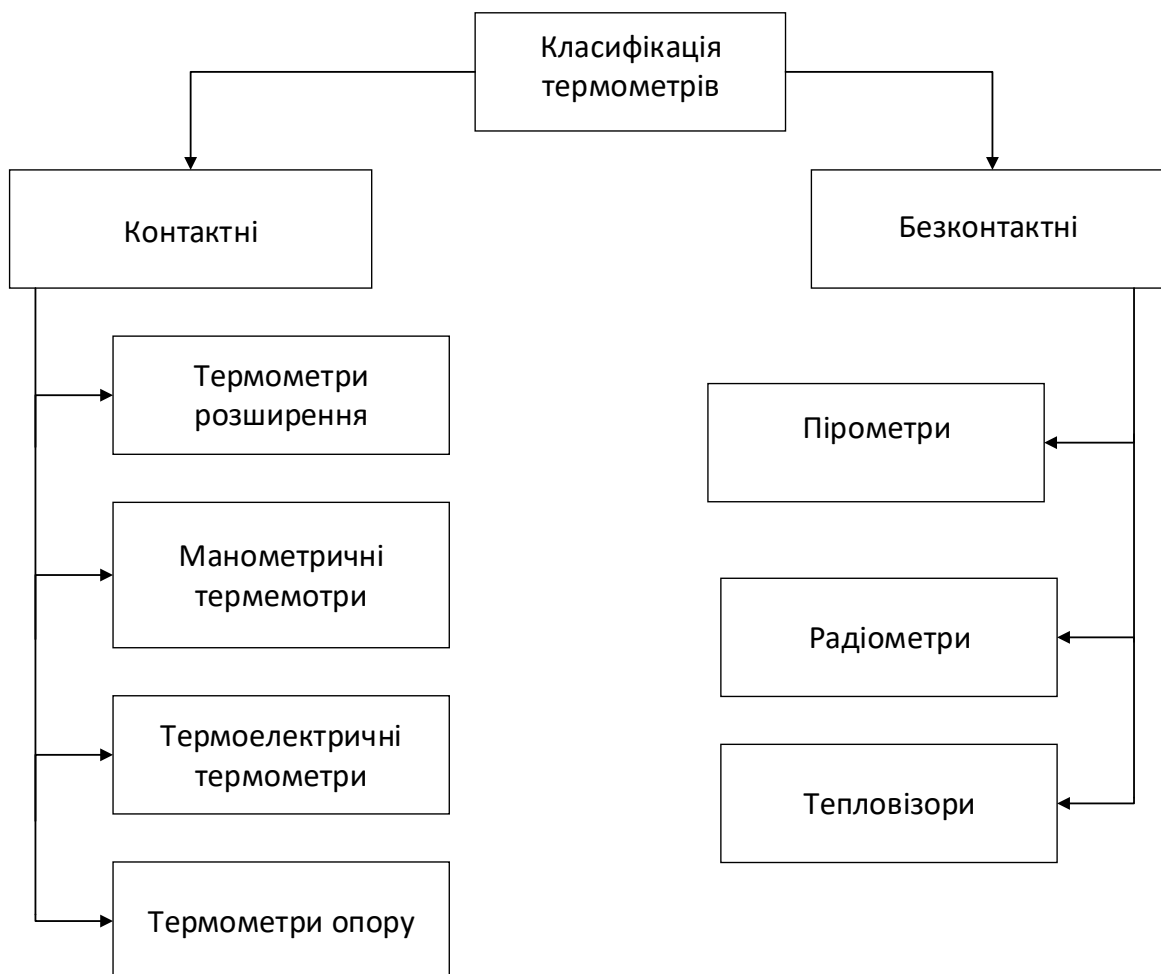 Класифікація
термометрів
Контактні
Безконтактні
Термометри
розширення
Пірометри
Манометричні
термемотри
Радіометри
Термоелектричні
термометри
Тепловізори
Термометри опору